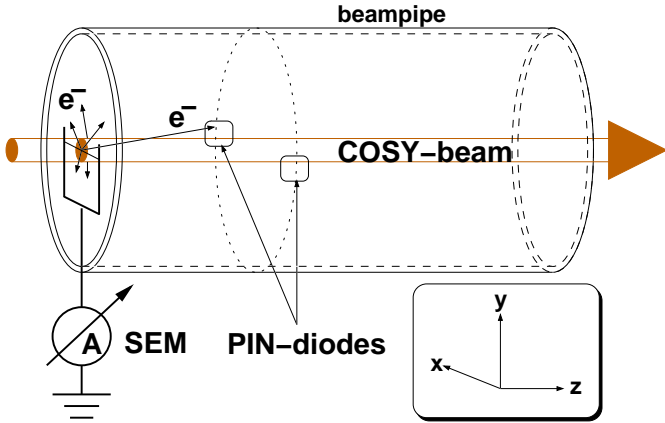 beampipe
e−
e−
COSY−beam
A
SEM
PIN−diodes
y
x
z